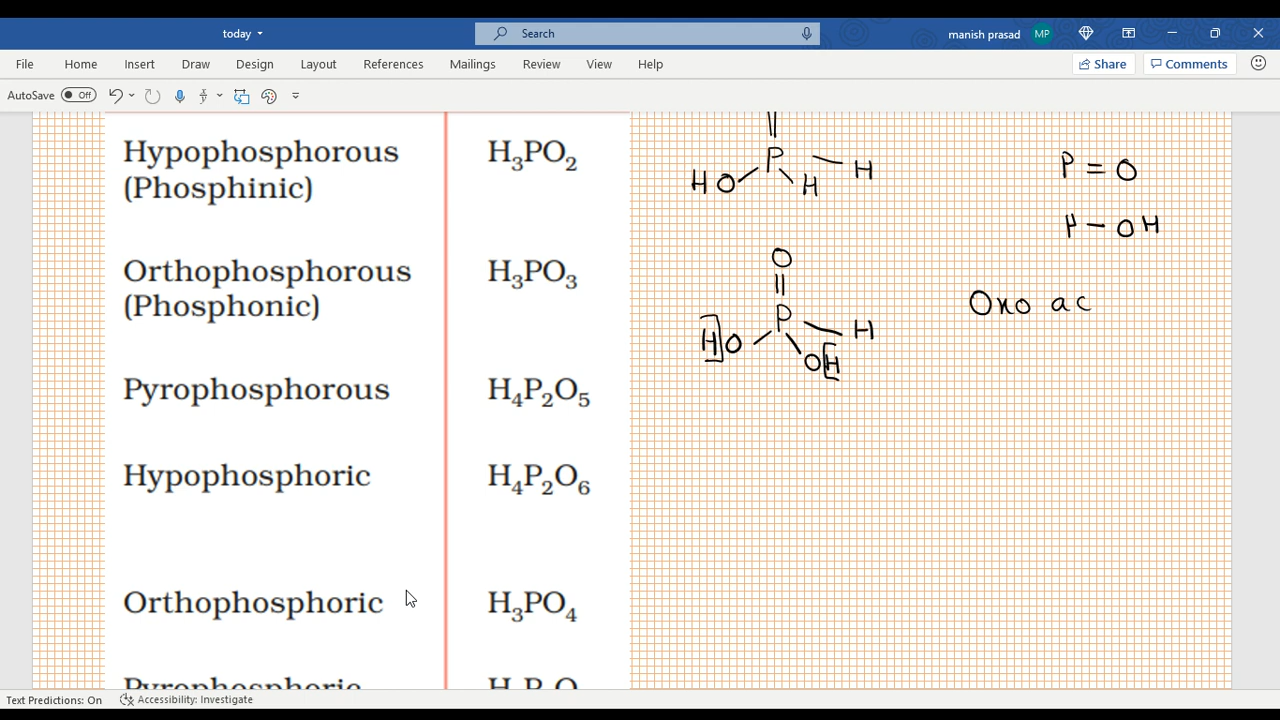 today
Search
manish prasad MP
File Home Insert Draw Design Layout References Mailings Review View Help Share Comments
AutoSave Off
Hypophosphorous H3PO2
(Phosphinic)
P
HO H H
P = O
P - OH
Orthophosphorous H3PO3
(Phosphonic)
O
P
HO OH H
Oxo ac
Pyrophosphorous H4P2O5
Hypophosphoric H4P2O6
Orthophosphoric H3PO4
Pyrophosphoric
Text Predictions: On Accessibility: Investigate